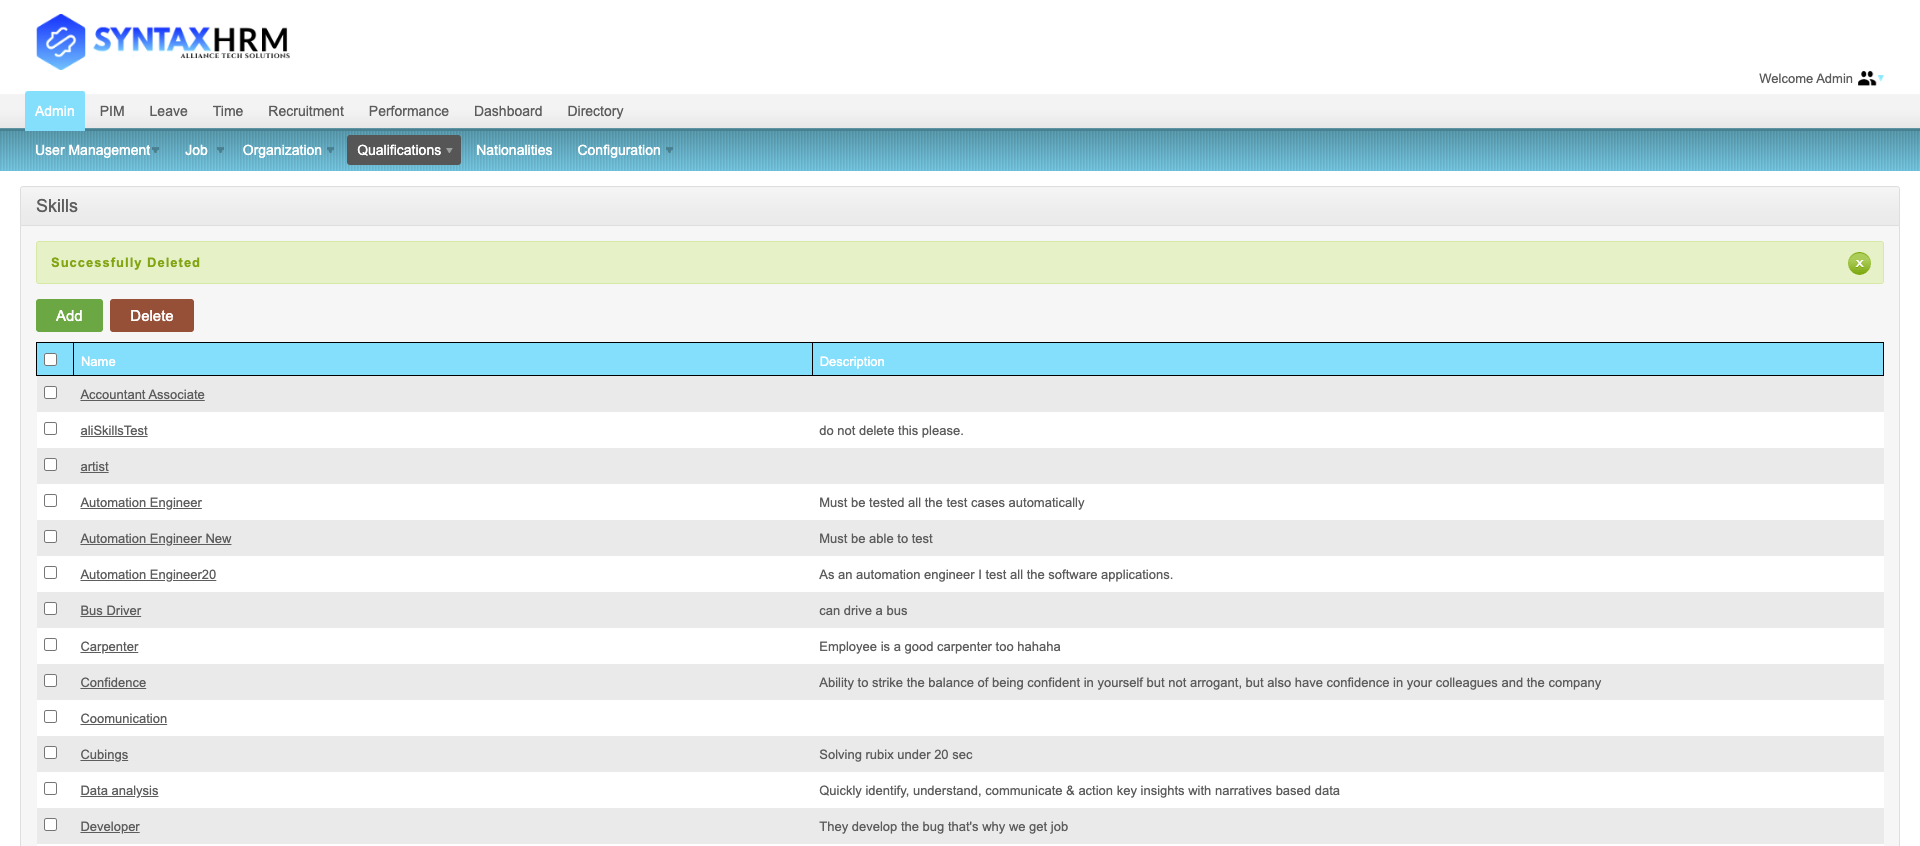 SYNTAXHRM
ALLIANCE TECH SOLUTIONS
Welcome Admin
Admin PIM Leave Time Recruitment Performance Dashboard Directory
User Management Job Organization Qualifications Nationalities Configuration
Skills
Successfully Deleted
x
Add Delete
Name Description
Accountant Associate
aliSkillsTest do not delete this please.
artist
Automation Engineer Must be tested all the test cases automatically
Automation Engineer New Must be able to test
Automation Engineer20 As an automation engineer I test all the software applications.
Bus Driver can drive a bus
Carpenter Employee is a good carpenter too hahaha
Confidence Ability to strike the balance of being confident in yourself but not arrogant, but also have confidence in your colleagues and the company
Coomunication
Cubings Solving rubix under 20 sec
Data analysis Quickly identify, understand, communicate & action key insights with narratives based data
Developer They develop the bug that's why we get job